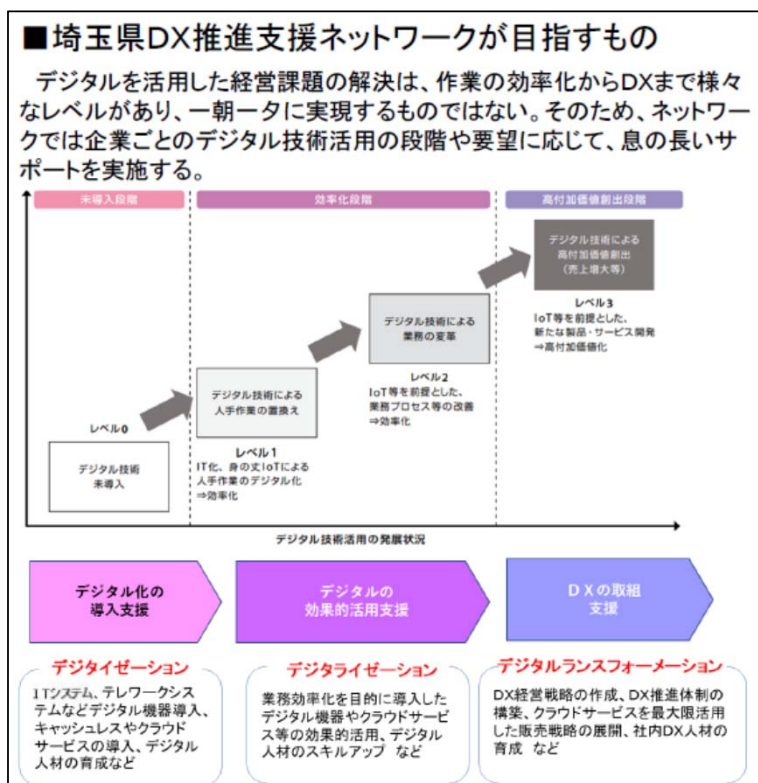 ■埼玉県DX推進支援ネットワークが目指すもの
デジタルを活用した経営課題の解決は、作業の効率化からDXまで様々
なレベルがあり、一朝一夕に実現するものではない。そのため、ネットワー
クでは企業ごとのデジタル技術活用の段階や要望に応じて、息の長いサ
ポートを実施する。
未導入段階
効率化段階
高付加価値創出段階
デジタル技術による
高付加価値創出
(売上増大等)
レベル3
IoT等を前提とした、
新たな製品・サービス開発
⇒高付加価値化
デジタル技術による
業務の変革
レベル2
IoT等を前提とした、
業務プロセス等の改善
⇒効率化
デジタル技術による
人手作業の置換え
レベル1
IT化、身の丈IoTによる
人手作業のデジタル化
⇒効率化
レベル0
デジタル技術
未導入
デジタル技術活用の発展状況
デジタル化の
導入支援
デジタルの
効果的活用支援
DXの取組
支援
デジタイゼーション
ITシステム、テレワークシス
テムなどデジタル機器導入、
キャッシュレスやクラウド
サービスの導入、デジタル
人材の育成など
デジタライゼーション
業務効率化を目的に導入した
デジタル機器やクラウドサービ
ス等の効果的活用、デジタル
人材のスキルアップ など
デジタルランスフォーメーション
DX経営戦略の作成、DX推進体制の
構築、クラウドサービスを最大限活用
した販売戦略の展開、社内DX人材の
育成 など